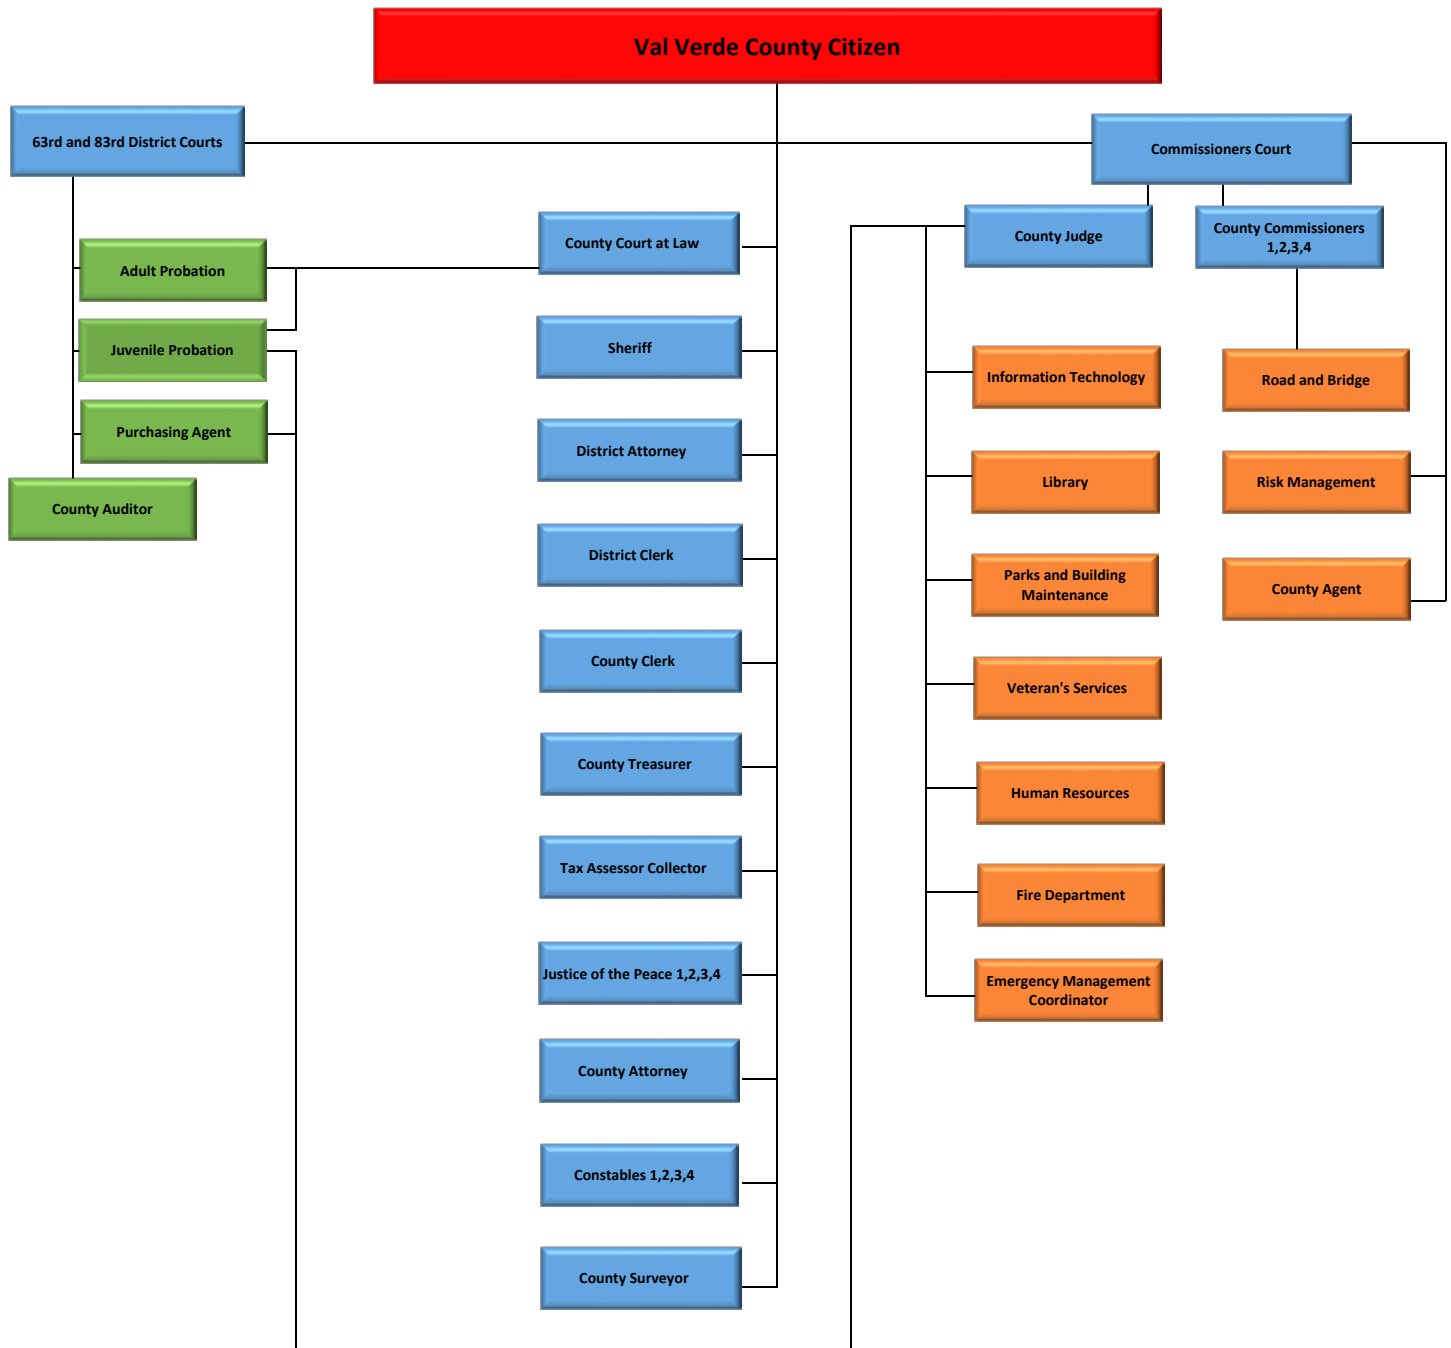 Val Verde County Citizen
63rd and 83rd District Courts
Commissioners Court
County Court at Law
County Judge
County Commissioners
1,2,3,4
Adult Probation
Juvenile Probation
Purchasing Agent
County Auditor
Sheriff
District Attorney
District Clerk
County Clerk
County Treasurer
Tax Assessor Collector
Justice of the Peace 1,2,3,4
County Attorney
Constables 1,2,3,4
County Surveyor
Information Technology
Library
Parks and Building
Maintenance
Veteran's Services
Human Resources
Fire Department
Emergency Management
Coordinator
Road and Bridge
Risk Management
County Agent